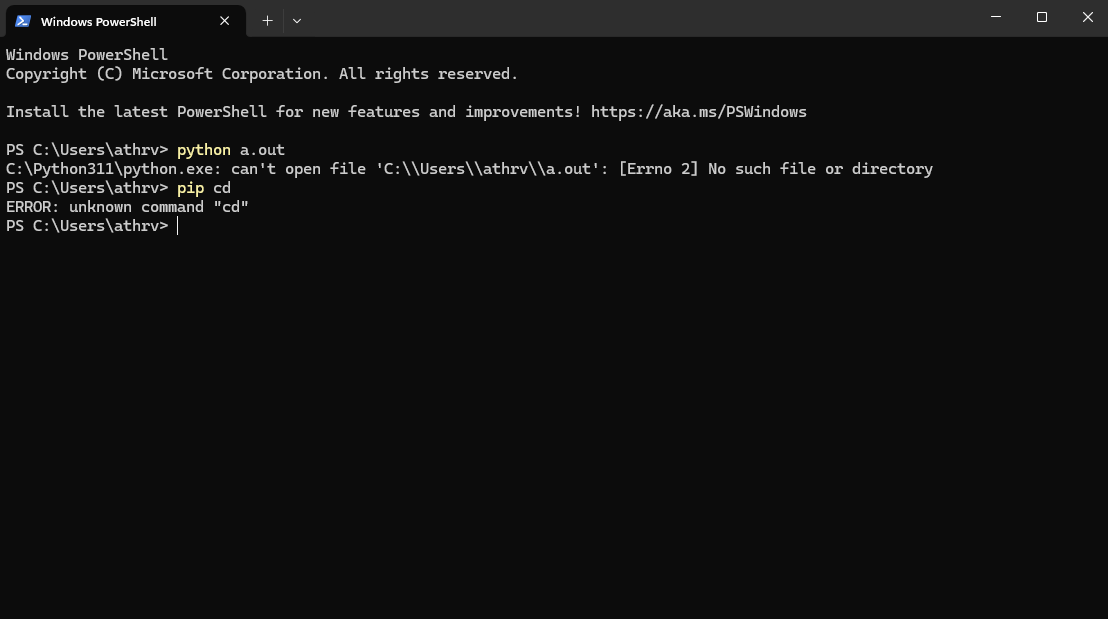 Windows PowerShell
Windows PowerShell
Copyright (C) Microsoft Corporation. All rights reserved.
Install the latest PowerShell for new features and improvements! https://aka.ms/PSWindows
PS C:\Users\athrv> python a.out
C:\Python311\python.exe: can't open file 'C:\\Users\\athrv\\a.out': [Errno 2] No such file or directory
PS C:\Users\athrv> pip cd
ERROR: unknown command "cd"
PS C:\Users\athrv>